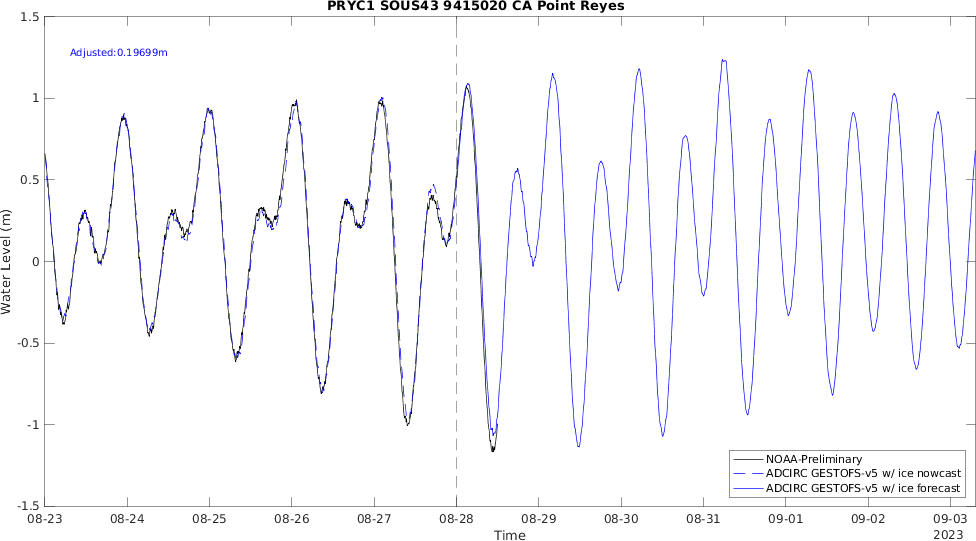 PRYC1 SOUS43 9415020 CA Point Reyes
Adjusted:0.19699m
Water Level (m)
1.5
1
0.5
0
-0.5
-1
-1.5
NOAA-Preliminary
ADCIRC GESTOFS-v5 w/ ice nowcast
ADCIRC GESTOFS-v5 w/ ice forecast
08-23 08-24 08-25 08-26 08-27 08-28 08-29 08-30 08-31 09-01 09-02 09-03
Time
2023